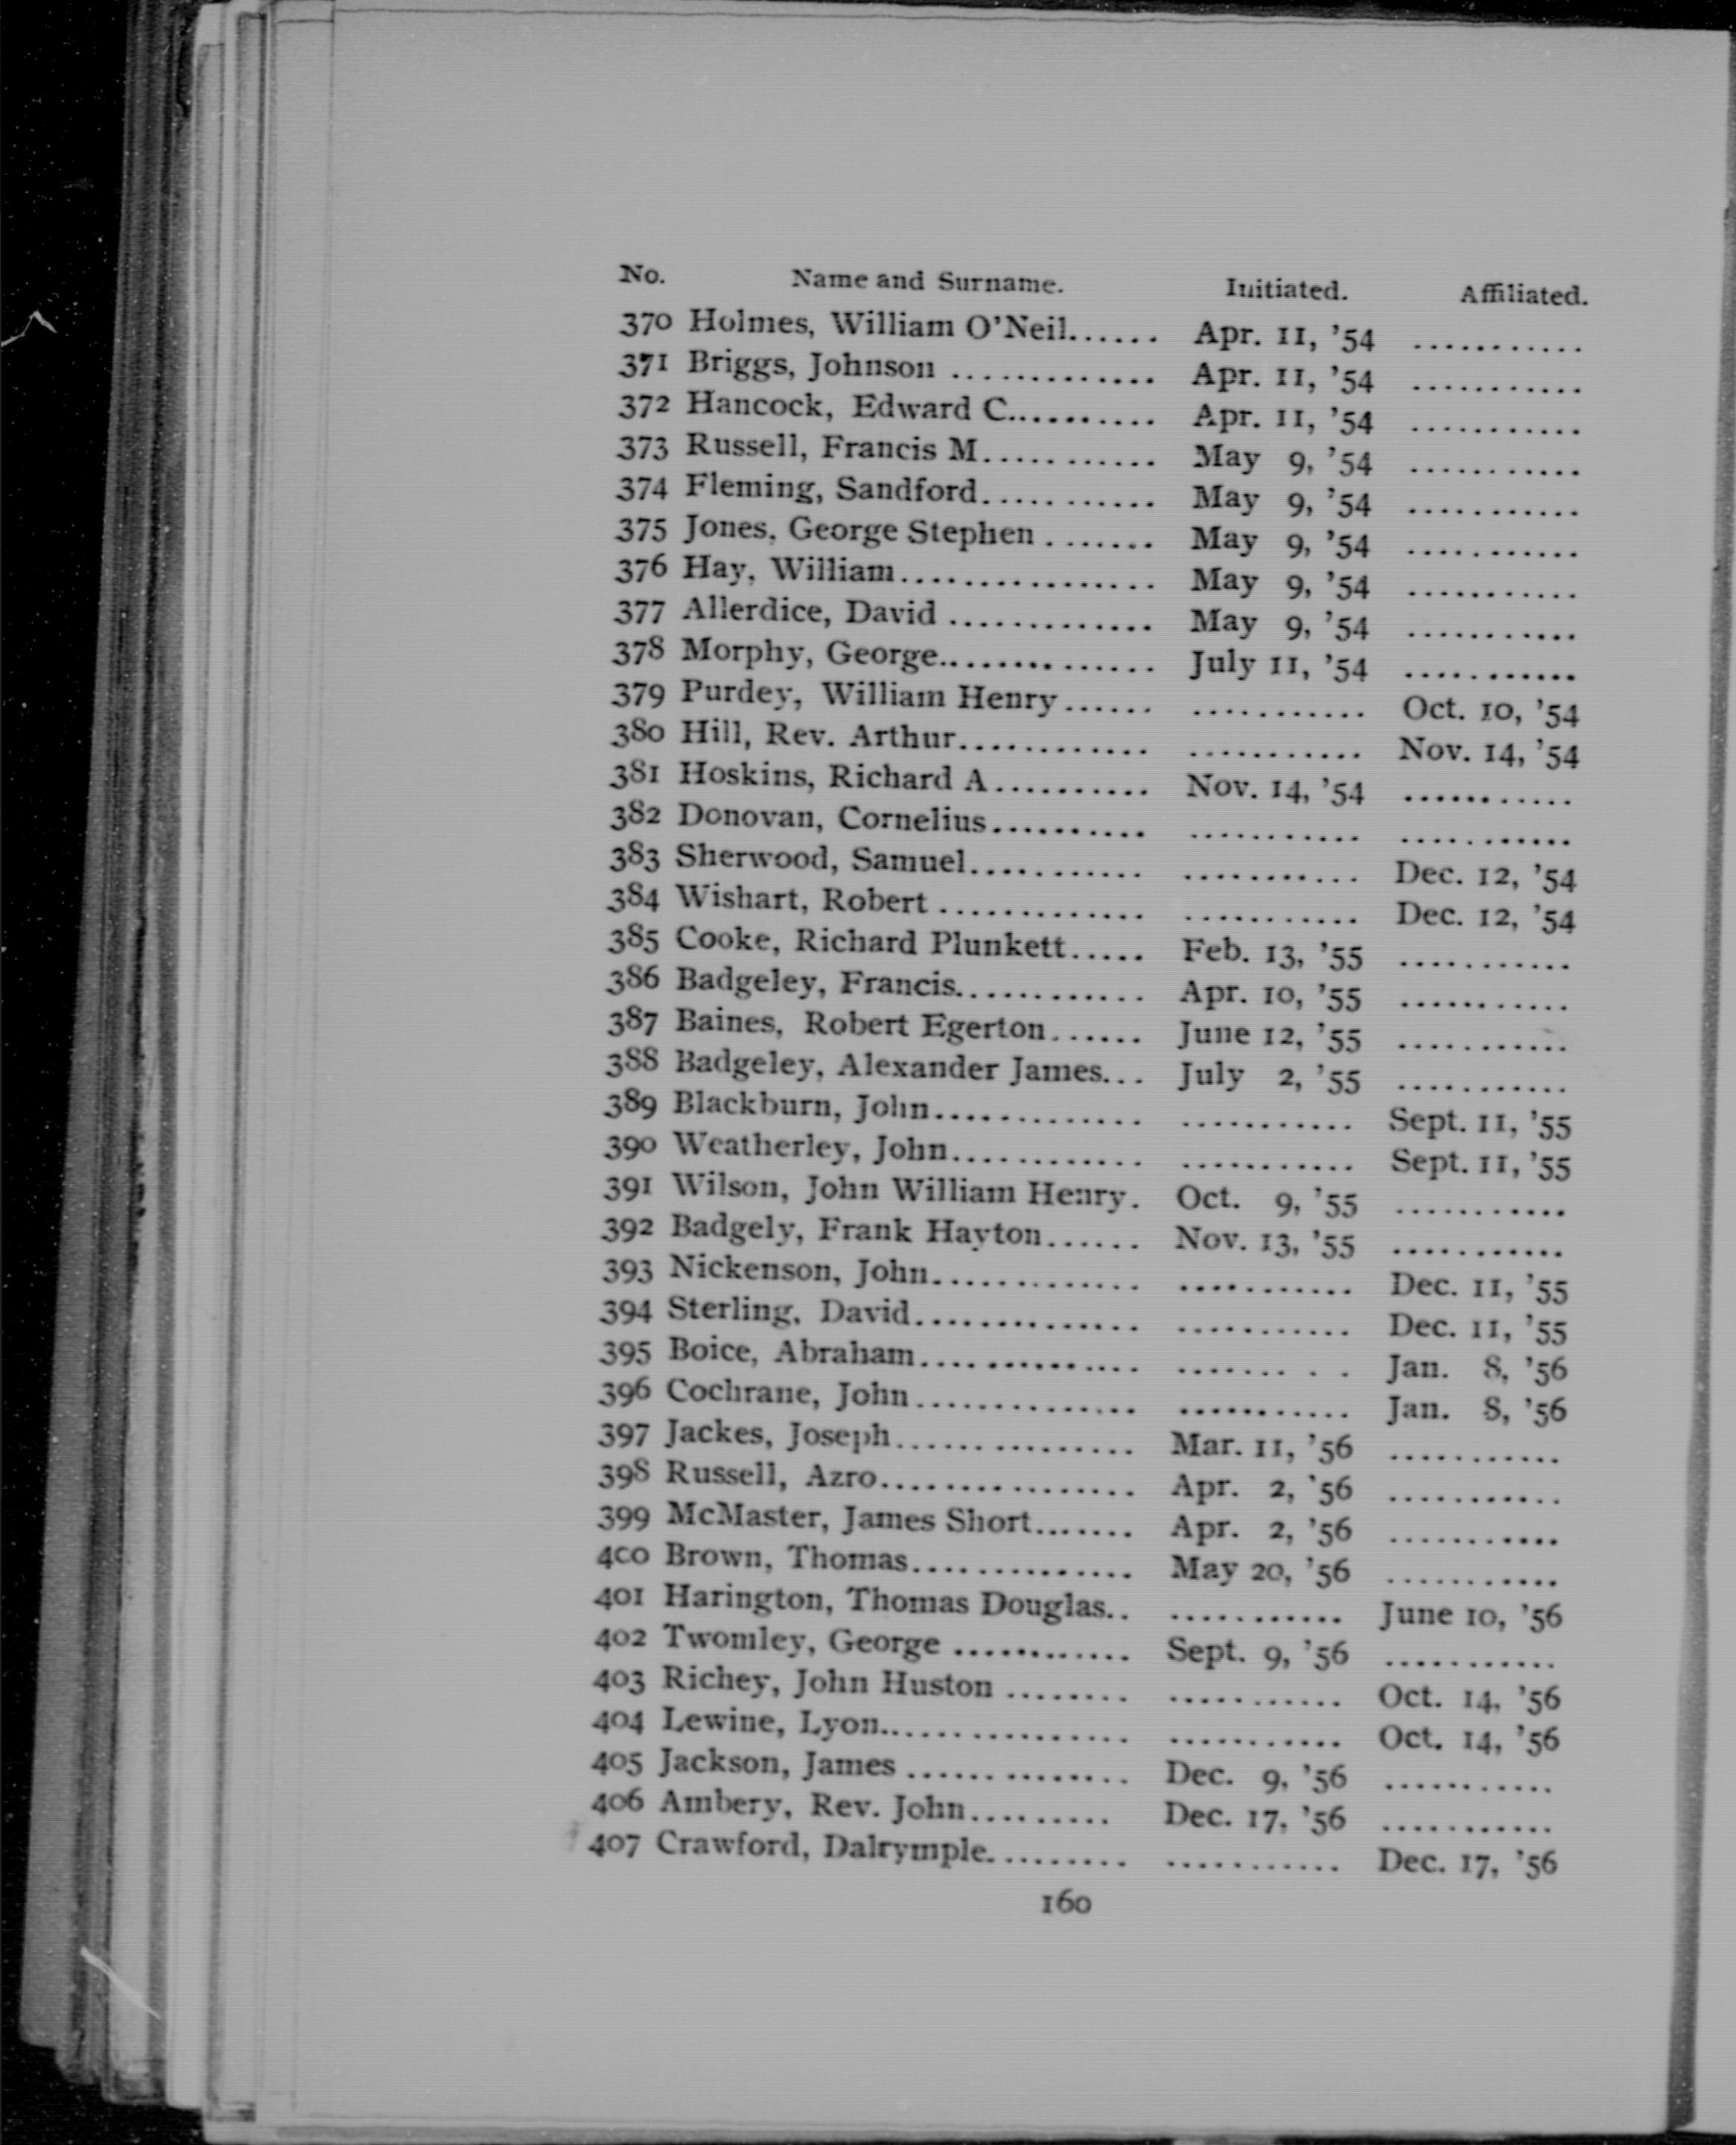 No. Name and Surname. Initiated. Affiliated.
370 Holmes, William O'Neil...... Apr. 11, '54 ...........
371 Briggs, Johnson ............. Apr. 11, '54 ...........
372 Hancock, Edward C.......... Apr. 11, '54 ...........
373 Russell, Francis M........... May 9, '54 ...........
374 Fleming, Sandford........... May 9, '54 ...........
375 Jones, George Stephen ....... May 9, '54 ...........
376 Hay, William................ May 9, '54 ...........
377 Allerdice, David ............. May 9, '54 ...........
378 Morphy, George.............. July 11, '54 ...........
379 Purdey, William Henry...... ........... Oct. 10, '54
380 Hill, Rev. Arthur............ ........... Nov. 14, '54
381 Hoskins, Richard A.......... Nov. 14, '54 ...........
382 Donovan, Cornelius.......... ........... ...........
383 Sherwood, Samuel........... ........... Dec. 12, '54
384 Wishart, Robert ............. ........... Dec. 12, '54
385 Cooke, Richard Plunkett..... Feb. 13, '55 ...........
386 Badgeley, Francis............ Apr. 10, '55 ...........
387 Baines, Robert Egerton...... June 12, '55 ...........
388 Badgeley, Alexander James... July 2, '55 ...........
389 Blackburn, John............. ........... Sept. 11, '55
390 Weatherley, John............ ........... Sept. 11, '55
391 Wilson, John William Henry. Oct. 9, '55 ...........
392 Badgely, Frank Hayton...... Nov. 13, '55 ...........
393 Nickenson, John............. ........... Dec. 11, '55
394 Sterling, David.............. ........... Dec. 11, '55
395 Boice, Abraham.............. ......... . Jan. 8, '56
396 Cochrane, John.............. ........... Jan. 8, '56
397 Jackes, Joseph............... Mar. 11, '56 ...........
398 Russell, Azro................ Apr. 2, '56 ...........
399 McMaster, James Short....... Apr. 2, '56 ...........
400 Brown, Thomas.............. May 20, '56 ...........
401 Harington, Thomas Douglas.. ........... June 10, '56
402 Twomley, George ............ Sept. 9, '56 ...........
403 Richey, John Huston ........ ........... Oct. 14, '56
404 Lewine, Lyon................ ........... Oct. 14, '56
405 Jackson, James .............. Dec. 9, '56 ...........
406 Ambery, Rev. John......... Dec. 17, '56 ...........
407 Crawford, Dalrymple......... ........... Dec. 17, '56
160